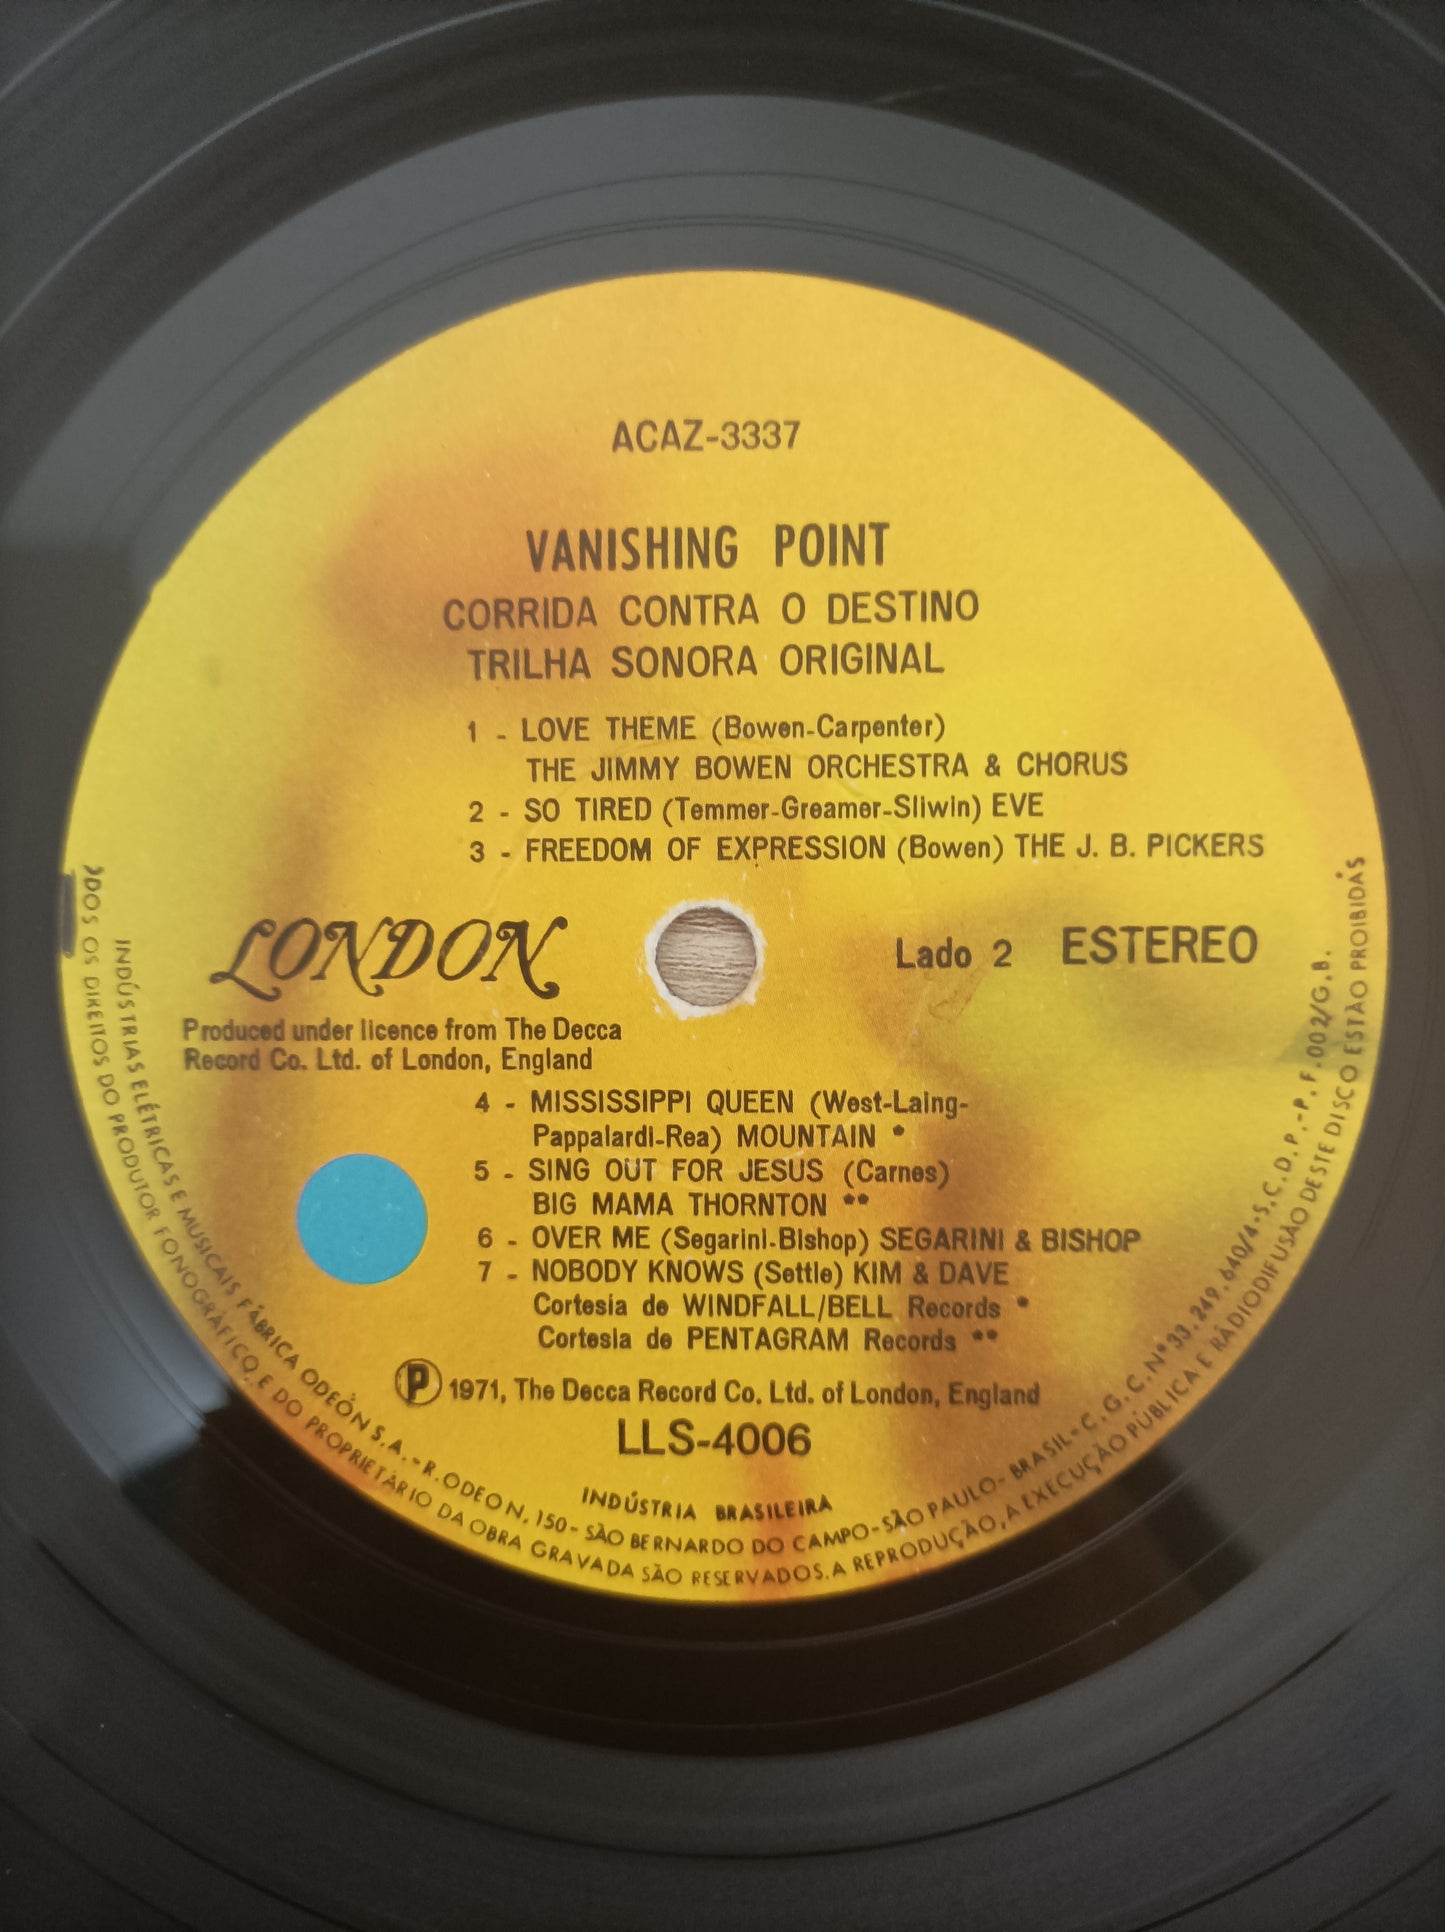 ACAZ-3337
VANISHING POINT
CORRIDA CONTRA O DESTINO
TRILHA SONORA ORIGINAL
1 - LOVE THEME (Bowen-Carpenter)
THE JIMMY BOWEN ORCHESTRA & CHORUS
2 - SO TIRED (Temmer-Greamer-Sliwin) EVE
3 - FREEDOM OF EXPRESSION (Bowen) THE J. B. PICKERS
LONDON
Lado 2 ESTEREO
Produced under licence from The Decca
Record Co. Ltd. of London, England
4 - MISSISSIPPI QUEEN (West-Laing-
Pappalardi-Rea) MOUNTAIN *
5 - SING OUT FOR JESUS (Carnes)
BIG MAMA THORNTON **
6 - OVER ME (Segarini-Bishop) SEGARINI & BISHOP
7 - NOBODY KNOWS (Settle) KIM & DAVE
Cortesia de WINDFALL/BELL Records *
Cortesia de PENTAGRAM Records **
Ⓟ 1971, The Decca Record Co. Ltd. of London, England
LLS-4006
INDÚSTRIA BRASILEIRA
INDÚSTRIAS ELÉTRICAS E MUSICAIS FÁBRICA ODEÓN S.A. - R. ODEON, 150 - SÃO BERNARDO DO CAMPO - SÃO PAULO - BRASIL - C.G.C. Nº 33.249.640/4 - S.C.D.P. - P.F. 002/G.B.
DOS OS DIREITOS DO PRODUTOR FONOGRÁFICO E DO PROPRIETÁRIO DA OBRA GRAVADA SÃO RESERVADOS. A REPRODUÇÃO, A EXECUÇÃO PÚBLICA E RÁDIODIFUSÃO DESTE DISCO ESTÃO PROIBIDAS